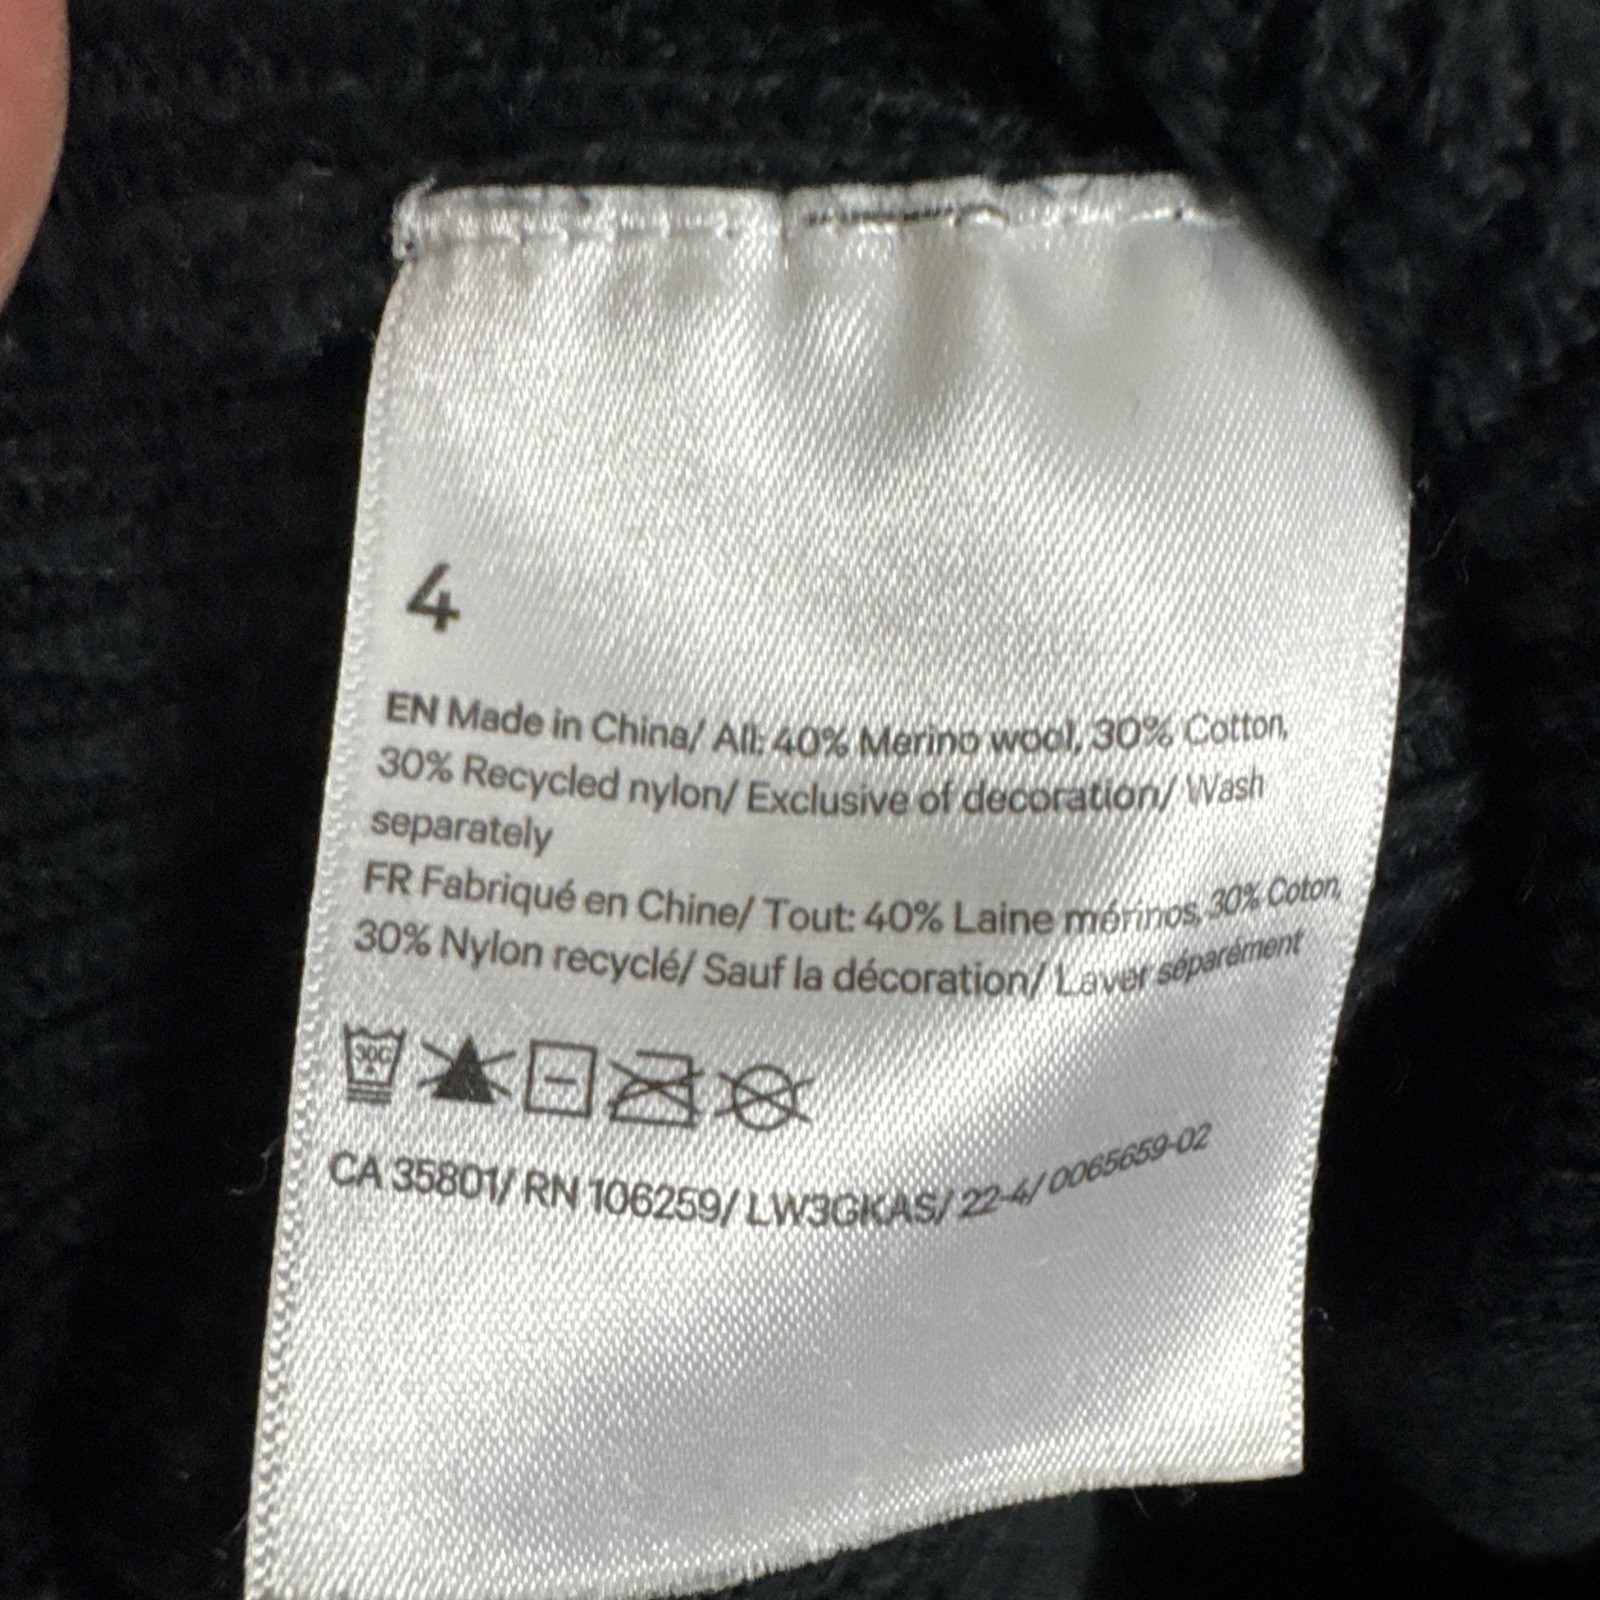 4
EN Made in China/ All: 40% Merino wool, 30% Cotton,
30% Recycled nylon/ Exclusive of decoration/ Wash
separately
FR Fabriqué en Chine/ Tout: 40% Laine mérinos, 30% Coton,
30% Nylon recyclé/ Sauf la décoration/ Laver séparément
30C
CA 35801/ RN 106259/ LW3GKAS/ 22-4/ 0065659-02